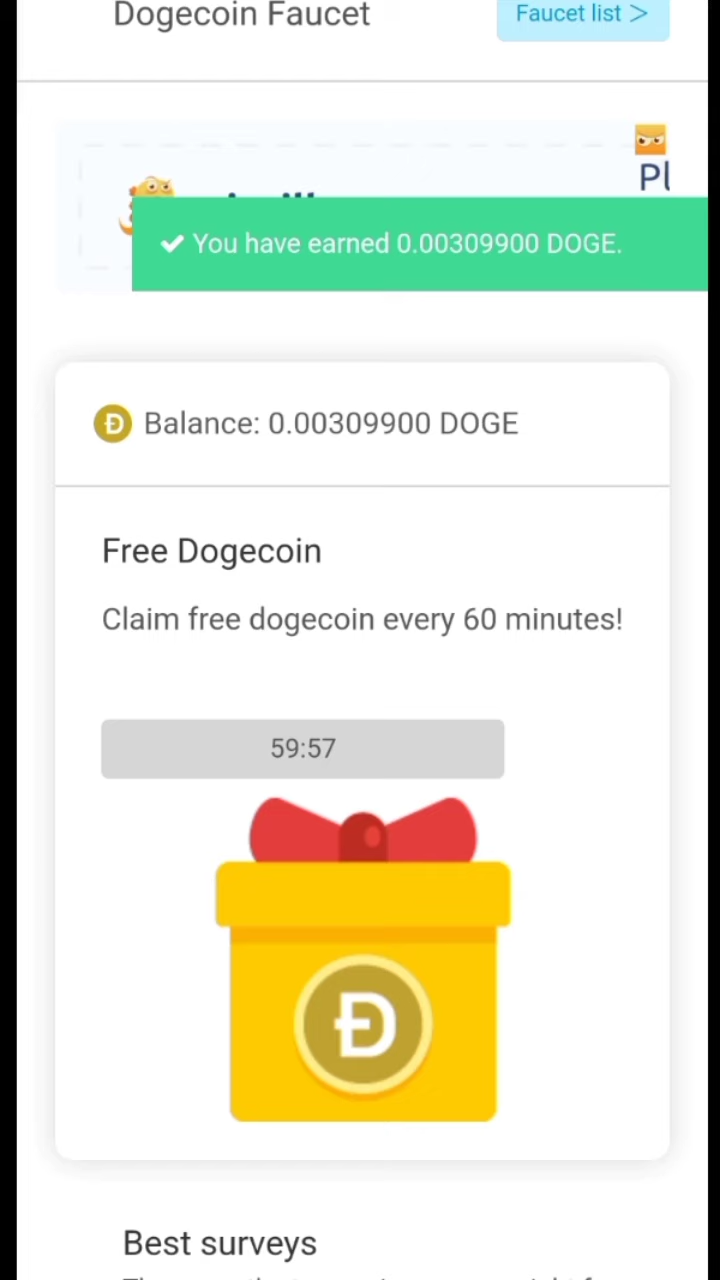 Dogecoin Faucet
Faucet list >
Pl
You have earned 0.00309900 DOGE.
Balance: 0.00309900 DOGE
Free Dogecoin
Claim free dogecoin every 60 minutes!
59:57
Best surveys